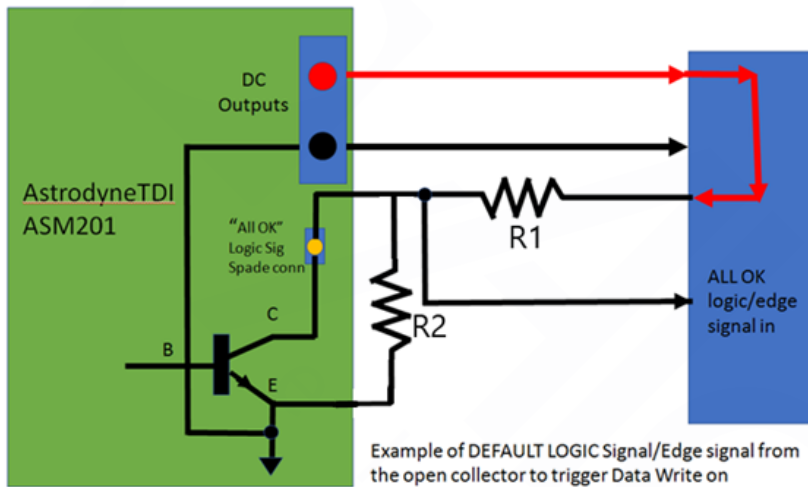 DC
Outputs
AstrodyneTDI
ASM201
“All OK”
Logic Sig
Spade conn
R1
R2
C
B
E
ALL OK
logic/edge
signal in
Example of DEFAULT LOGIC Signal/Edge signal from
the open collector to trigger Data Write on